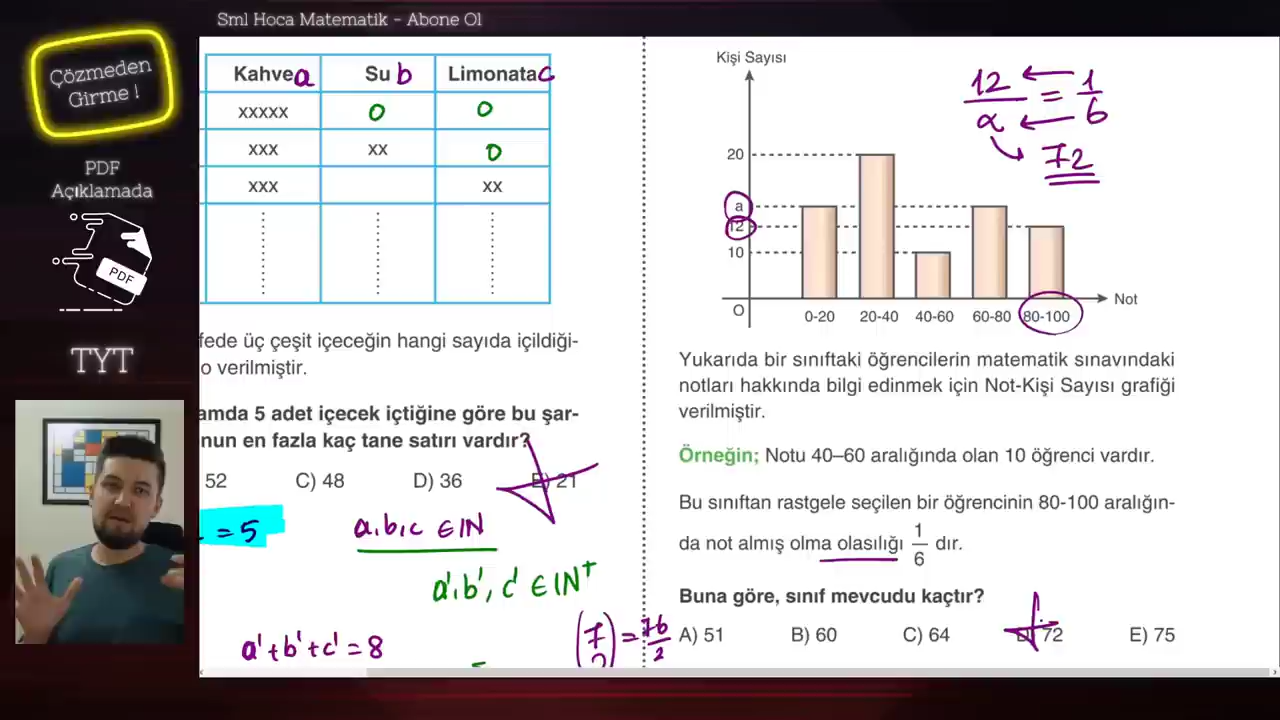 Sml Hoca Matematik - Abone Ol
Çözmeden
Girme !
PDF
Açıklamada
PDF
TYT
Kahve a Su b Limonata c
xxxxx 0 0
xxx xx 0
xxx xx
fede üç çeşit içeceğin hangi sayıda içildiği-
o verilmiştir.
amda 5 adet içecek içtiğine göre bu şar-
nun en fazla kaç tane satırı vardır?
52 C) 48 D) 36 E) 21
= 5
a,b,c ∈ IN
a',b',c' ∈ IN⁺
a'+b'+c' = 8
Kişi Sayısı
20
a
12
10
O
0-20 20-40 40-60 60-80 80-100
Not
12/a = 1/6
72
Yukarıda bir sınıftaki öğrencilerin matematik sınavındaki
notları hakkında bilgi edinmek için Not-Kişi Sayısı grafiği
verilmiştir.
Örneğin; Notu 40–60 aralığında olan 10 öğrenci vardır.
Bu sınıftan rastgele seçilen bir öğrencinin 80-100 aralığın-
da not almış olma olasılığı 1/6 dır.
Buna göre, sınıf mevcudu kaçtır?
A) 51 B) 60 C) 64 D) 72 E) 75